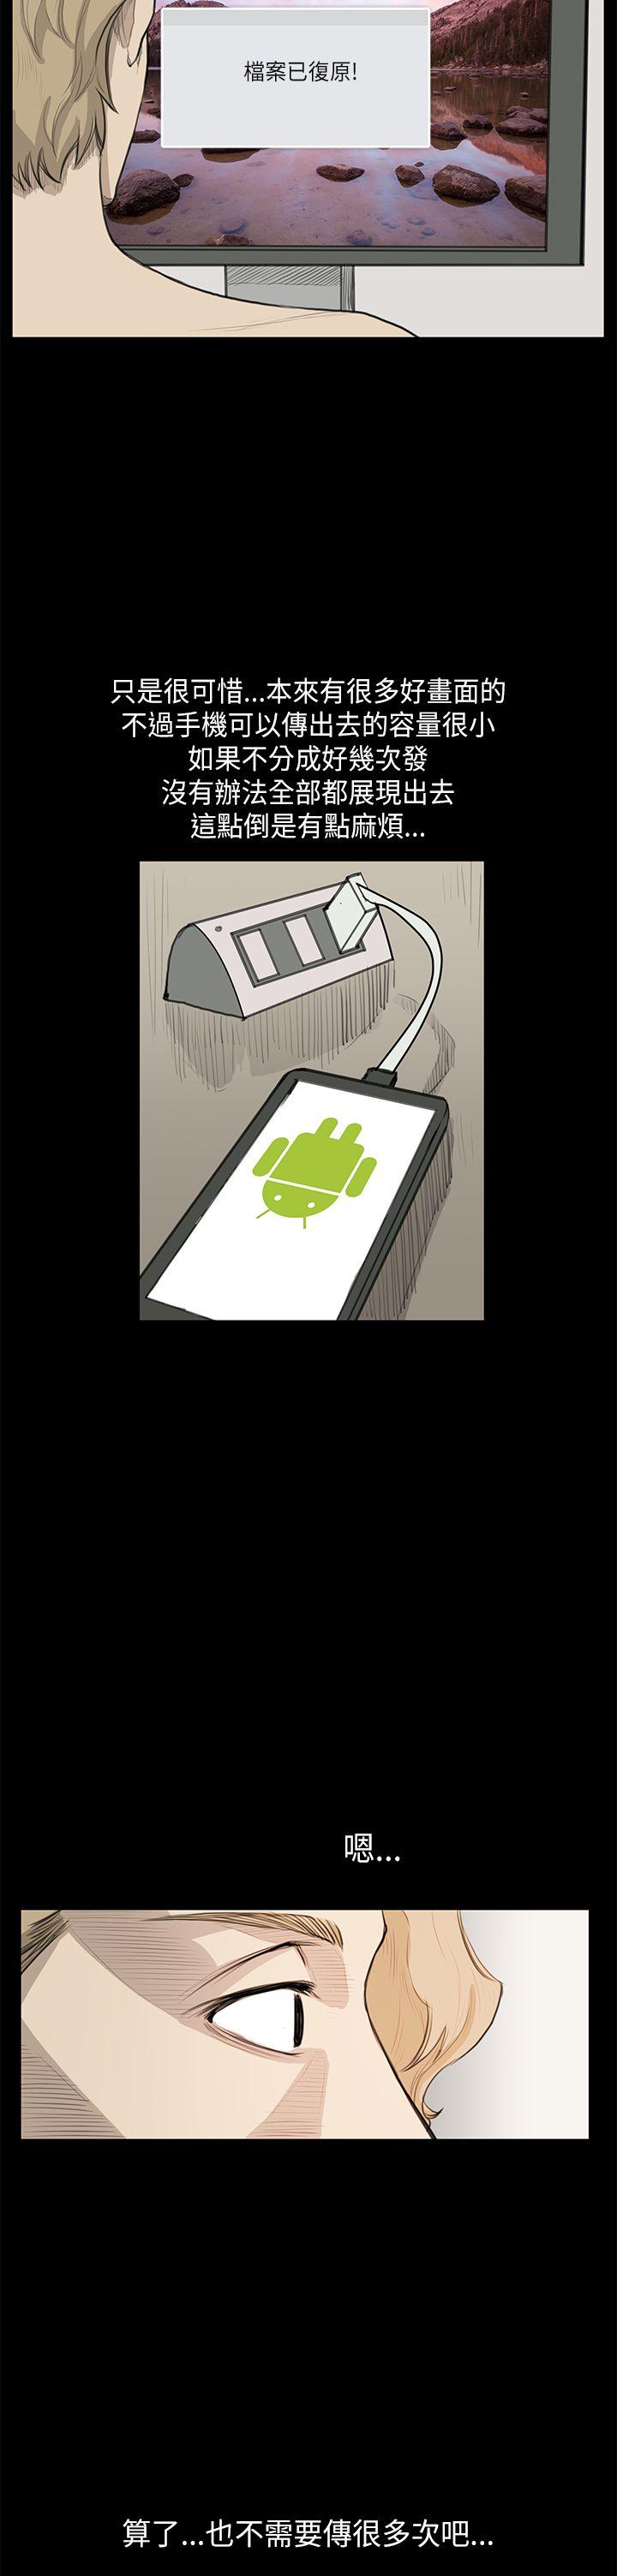 檔案已復原!
只是很可惜...本來有很多好畫面的
不過手機可以傳出去的容量很小
如果不分成好幾次發
沒有辦法全部都展現出去
這點倒是有點麻煩...
嗯...
算了...也不需要傳很多次吧...